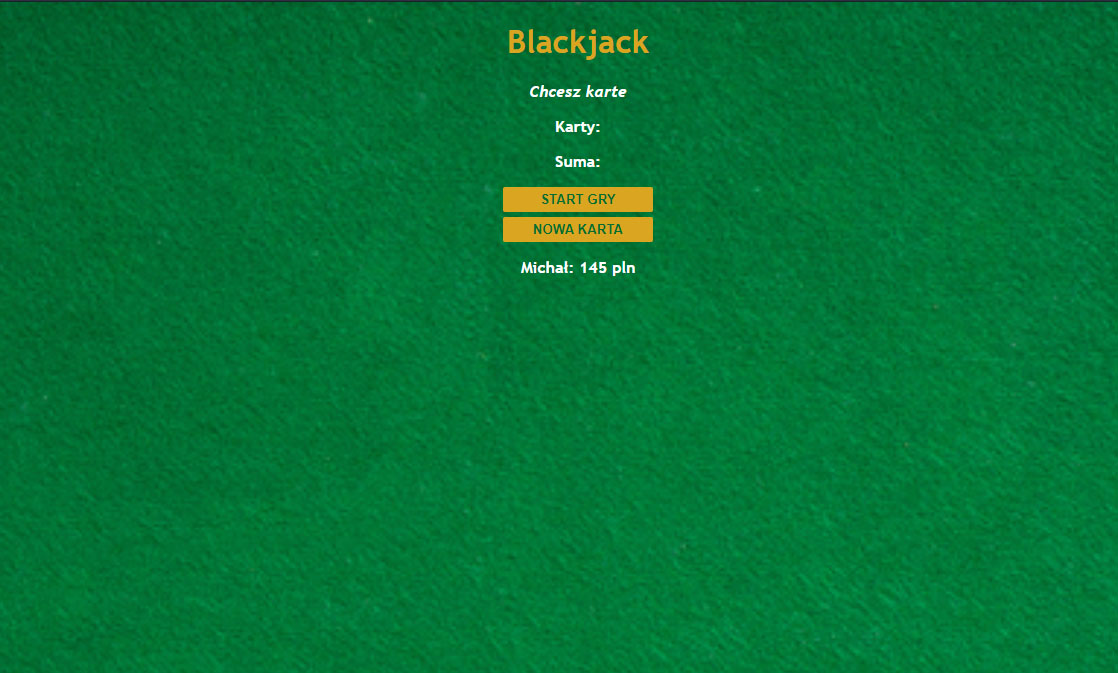 Blackjack
Chcesz karte
Karty:
Suma:
START GRY
NOWA KARTA
Michał: 145 pln